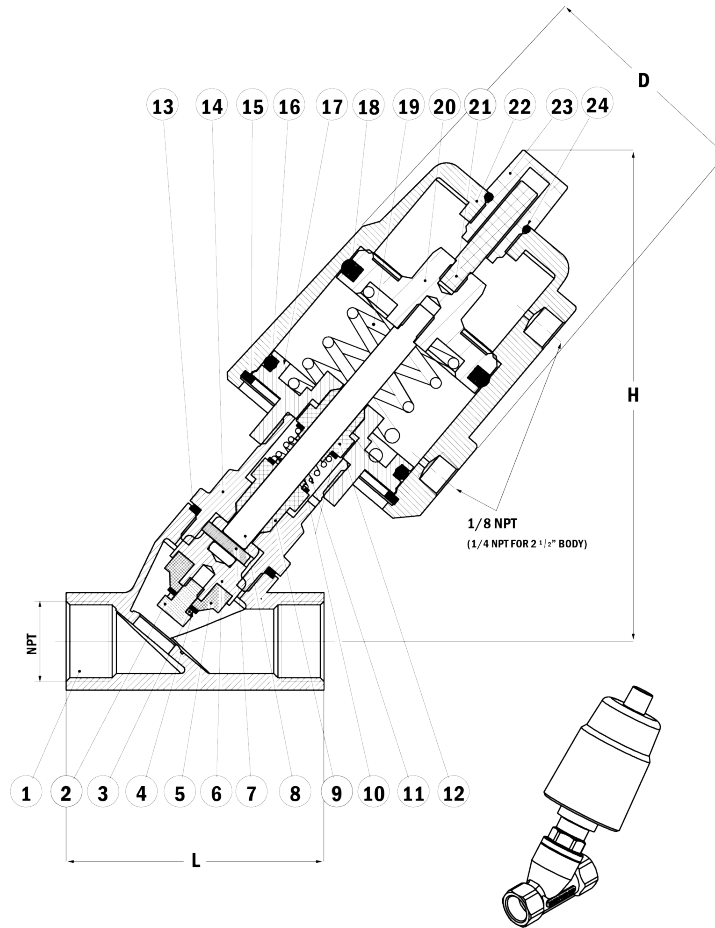 D
13 14 15 16 17 18 19 20 21 22 23 24
H
1/8 NPT
(1/4 NPT FOR 2 1/2" BODY)
NPT
1 2 3 4 5 6 7 8 9 10 11 12
L